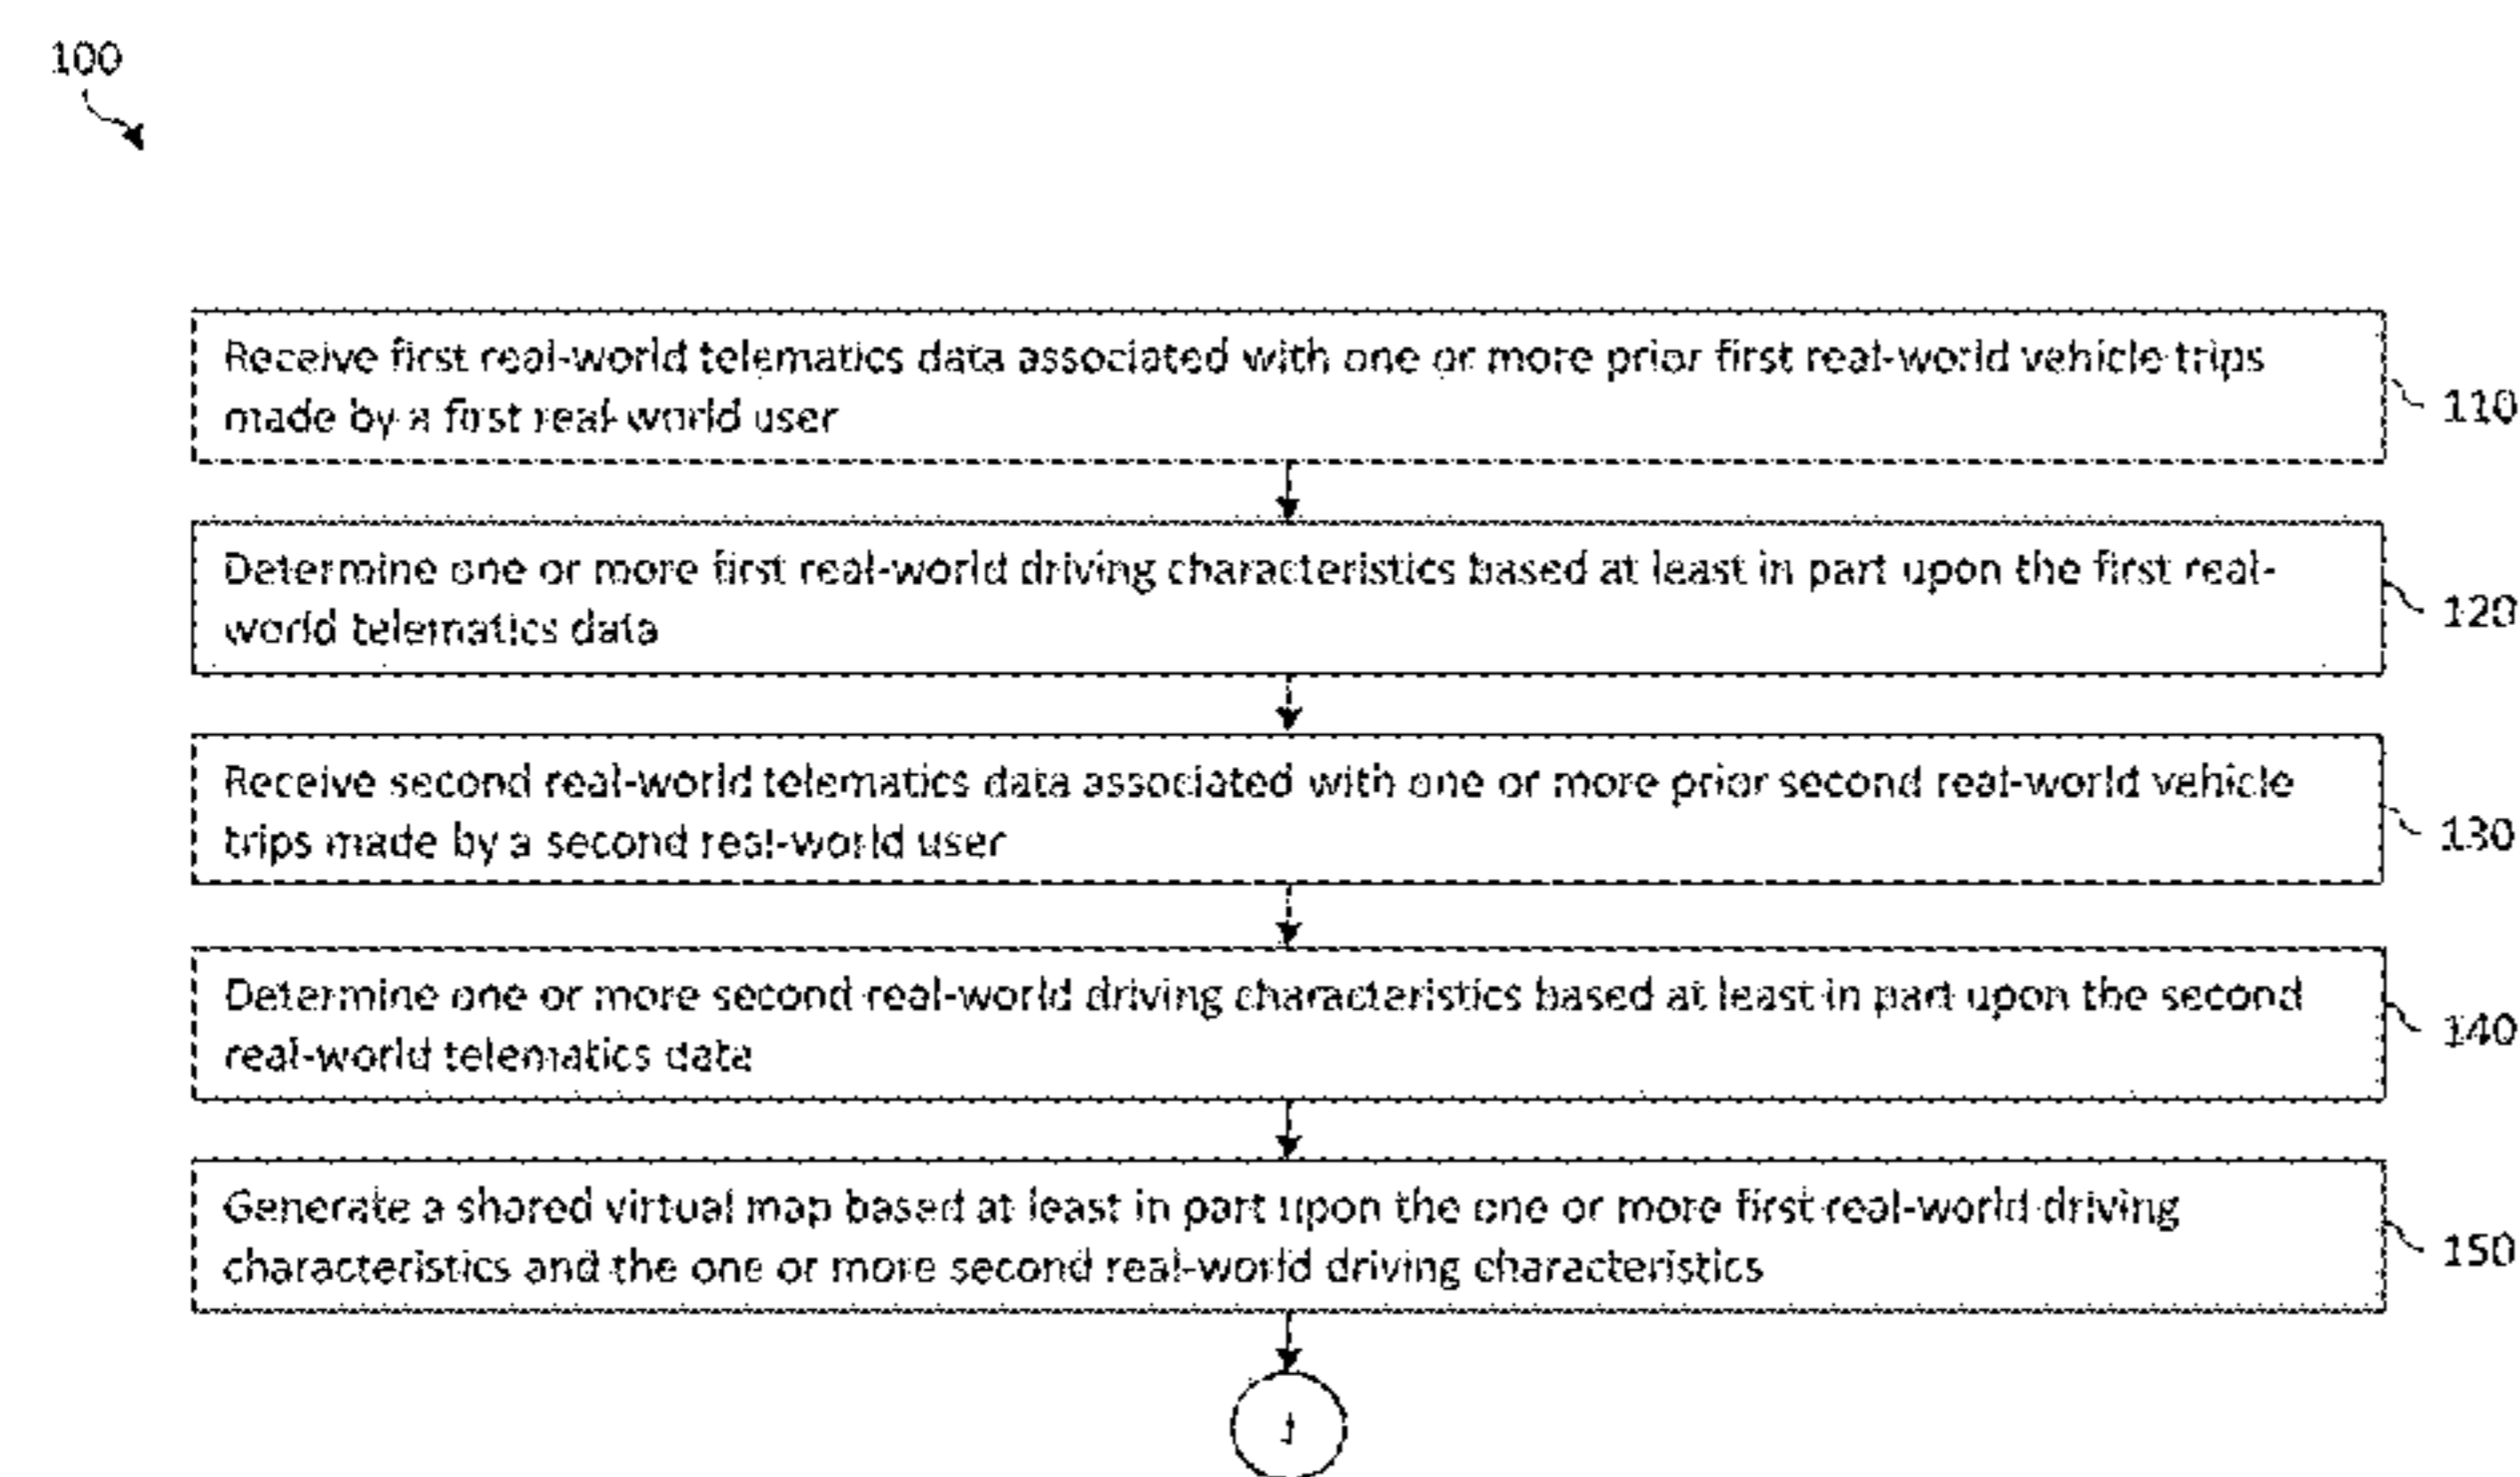 100
Receive first real-world telematics data associated with one or more prior first real-world vehicle trips
made by a first real-world user
110
Determine one or more first real-world driving characteristics based at least in part upon the first real-
world telematics data
120
Receive second real-world telematics data associated with one or more prior second real-world vehicle
trips made by a second real-world user
130
Determine one or more second real-world driving characteristics based at least in part upon the second
real-world telematics data
140
Generate a shared virtual map based at least in part upon the one or more first real-world driving
characteristics and the one or more second real-world driving characteristics
150